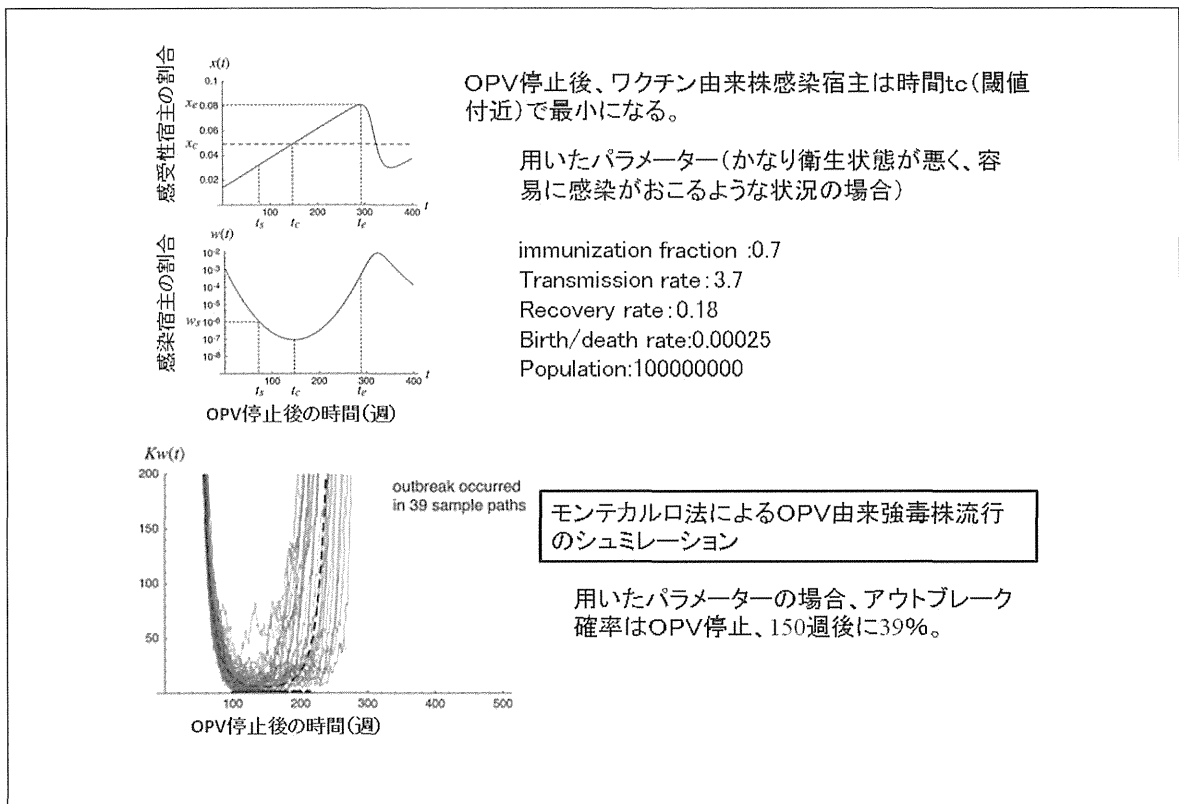 感受性宿主の割合
x(t)
0.1
xe 0.08
0.06
xc
0.04
0.02
100 200 300 400 t
ts tc te
感染宿主の割合
w(t)
10-2
10-3
10-4
10-5
ws 10-6
10-7
10-8
100 200 300 400 t
ts tc te
OPV停止後の時間(週)
OPV停止後、ワクチン由来株感染宿主は時間tc(閾値
付近)で最小になる。
用いたパラメーター(かなり衛生状態が悪く、容
易に感染がおこるような状況の場合)
immunization fraction :0.7
Transmission rate:3.7
Recovery rate:0.18
Birth/death rate:0.00025
Population:100000000
Kw(t)
200
150
100
50
100 200 300 400 500
OPV停止後の時間(週)
outbreak occurred
in 39 sample paths
モンテカルロ法によるOPV由来強毒株流行
のシュミレーション
用いたパラメーターの場合、アウトブレーク
確率はOPV停止、150週後に39%。